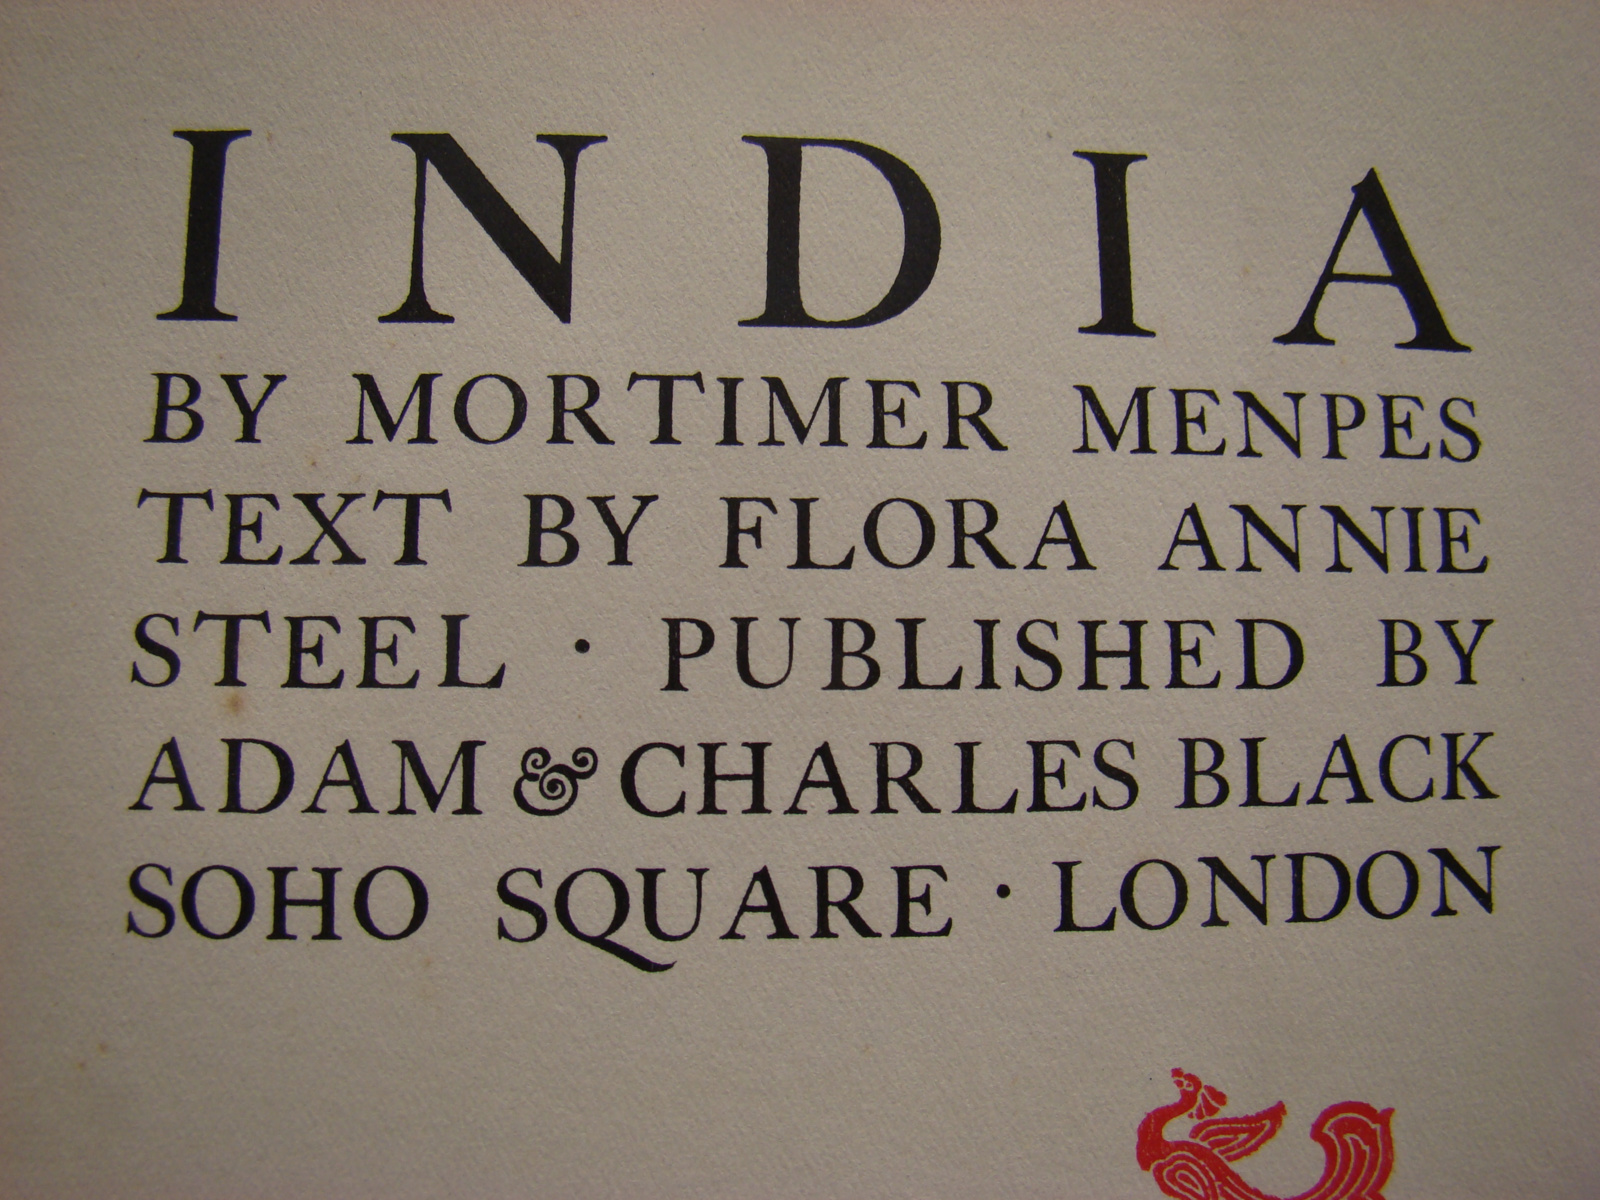 INDIA
BY MORTIMER MENPES
TEXT BY FLORA ANNIE
STEEL · PUBLISHED BY
ADAM & CHARLES BLACK
SOHO SQUARE · LONDON